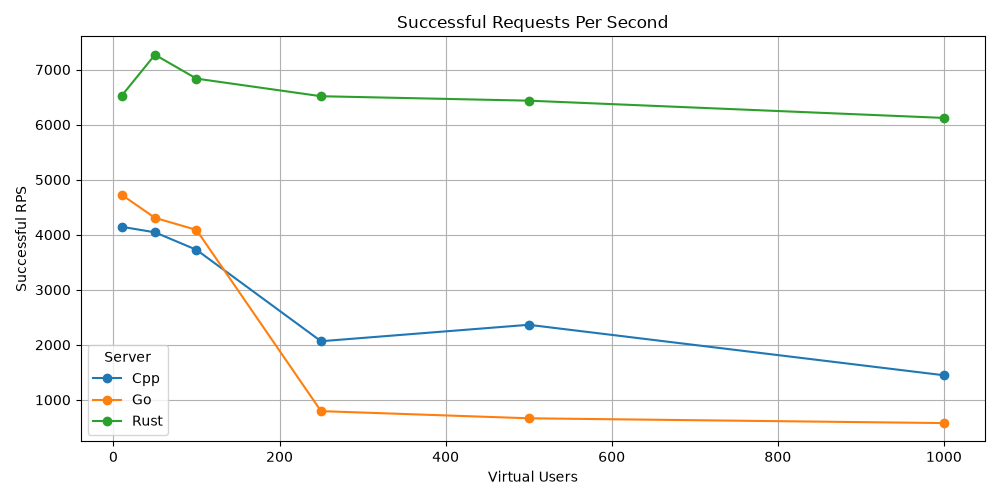 Successful Requests Per Second
7000
6000
5000
4000
3000
2000
1000
Successful RPS
Server
Cpp
Go
Rust
0
200
400
600
800
1000
Virtual Users